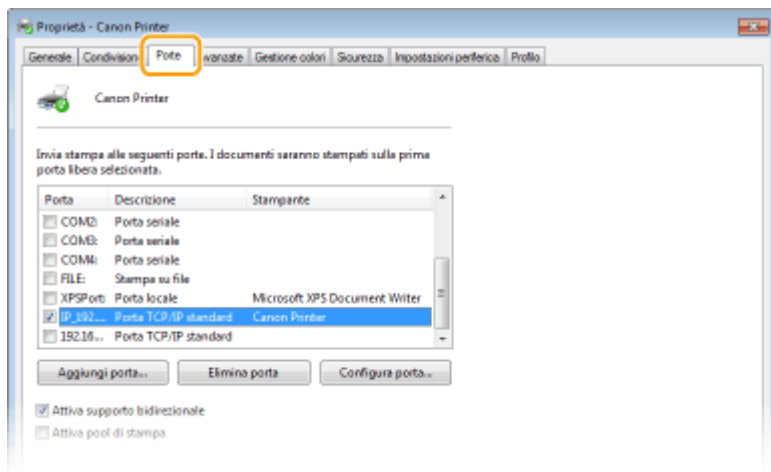 Proprietà - Canon Printer
Generale Condivision Porte vanzate Gestione colori Sicurezza Impostazioni periferica Profilo
Canon Printer
Invia stampa alle seguenti porte. I documenti saranno stampati sulla prima
porta libera selezionata.
Porta Descrizione Stampante
COM2: Porta seriale
COM3: Porta seriale
COM4: Porta seriale
FILE: Stampa su file
XPSPort: Porta locale Microsoft XPS Document Writer
IP_192.... Porta TCP/IP standard Canon Printer
192.16... Porta TCP/IP standard
Aggiungi porta... Elimina porta Configura porta...
Attiva supporto bidirezionale
Attiva pool di stampa